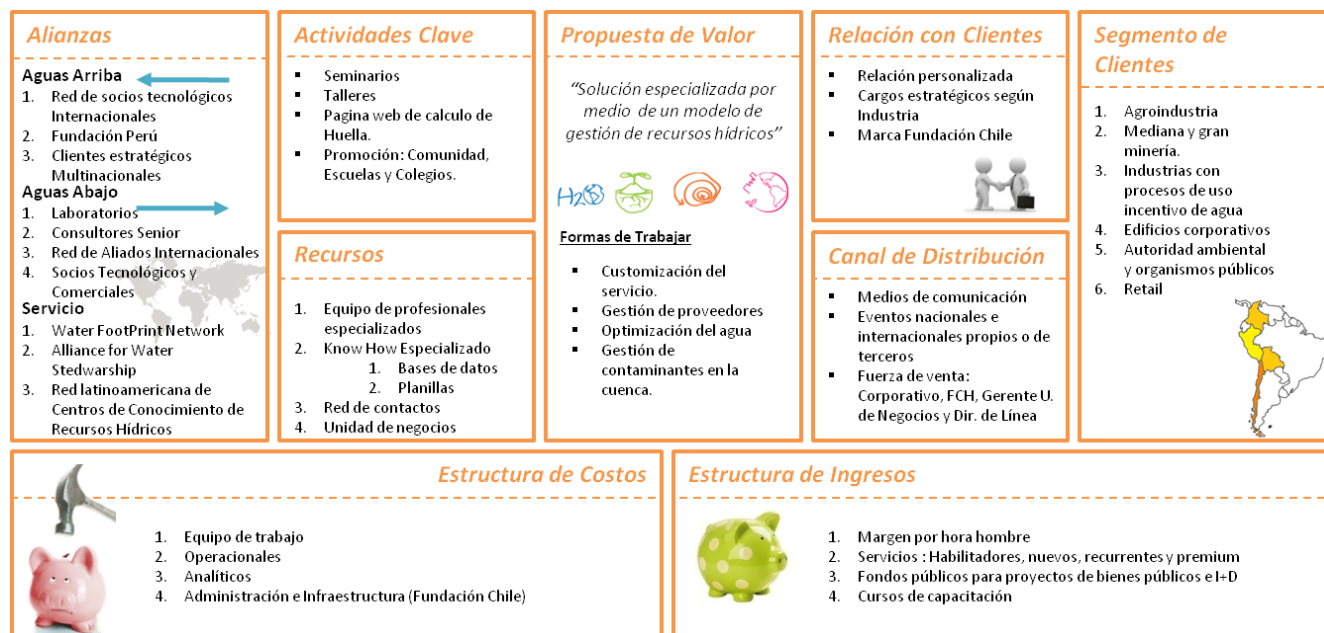 Alianzas
Aguas Arriba
1. Red de socios tecnológicos
Internacionales
2. Fundación Perú
3. Clientes estratégicos
Multinacionales
Aguas Abajo
1. Laboratorios
2. Consultores Senior
3. Red de Aliados Internacionales
4. Socios Tecnológicos y
Comerciales
Servicio
1. Water FootPrint Network
2. Alliance for Water
Stedwarship
3. Red latinoamericana de
Centros de Conocimiento de
Recursos Hídricos
Actividades Clave
▪ Seminarios
▪ Talleres
▪ Pagina web de calculo de
Huella.
▪ Promoción: Comunidad,
Escuelas y Colegios.
Recursos
1. Equipo de profesionales
especializados
2. Know How Especializado
1. Bases de datos
2. Planillas
3. Red de contactos
4. Unidad de negocios
Propuesta de Valor
“Solución especializada por
medio de un modelo de
gestión de recursos hídricos”
H2O
Formas de Trabajar
▪ Customización del
servicio.
▪ Gestión de proveedores
▪ Optimización del agua
▪ Gestión de
contaminantes en la
cuenca.
Relación con Clientes
▪ Relación personalizada
▪ Cargos estratégicos según
Industria
▪ Marca Fundación Chile
Canal de Distribución
▪ Medios de comunicación
▪ Eventos nacionales e
internacionales propios o de
terceros
▪ Fuerza de venta:
Corporativo, FCH, Gerente U.
de Negocios y Dir. de Línea
Segmento de
Clientes
1. Agroindustria
2. Mediana y gran
minería.
3. Industrias con
procesos de uso
incentivo de agua
4. Edificios corporativos
5. Autoridad ambiental
y organismos públicos
6. Retail
Estructura de Costos
1. Equipo de trabajo
2. Operacionales
3. Analíticos
4. Administración e Infraestructura (Fundación Chile)
Estructura de Ingresos
1. Margen por hora hombre
2. Servicios : Habilitadores, nuevos, recurrentes y premium
3. Fondos públicos para proyectos de bienes públicos e I+D
4. Cursos de capacitación